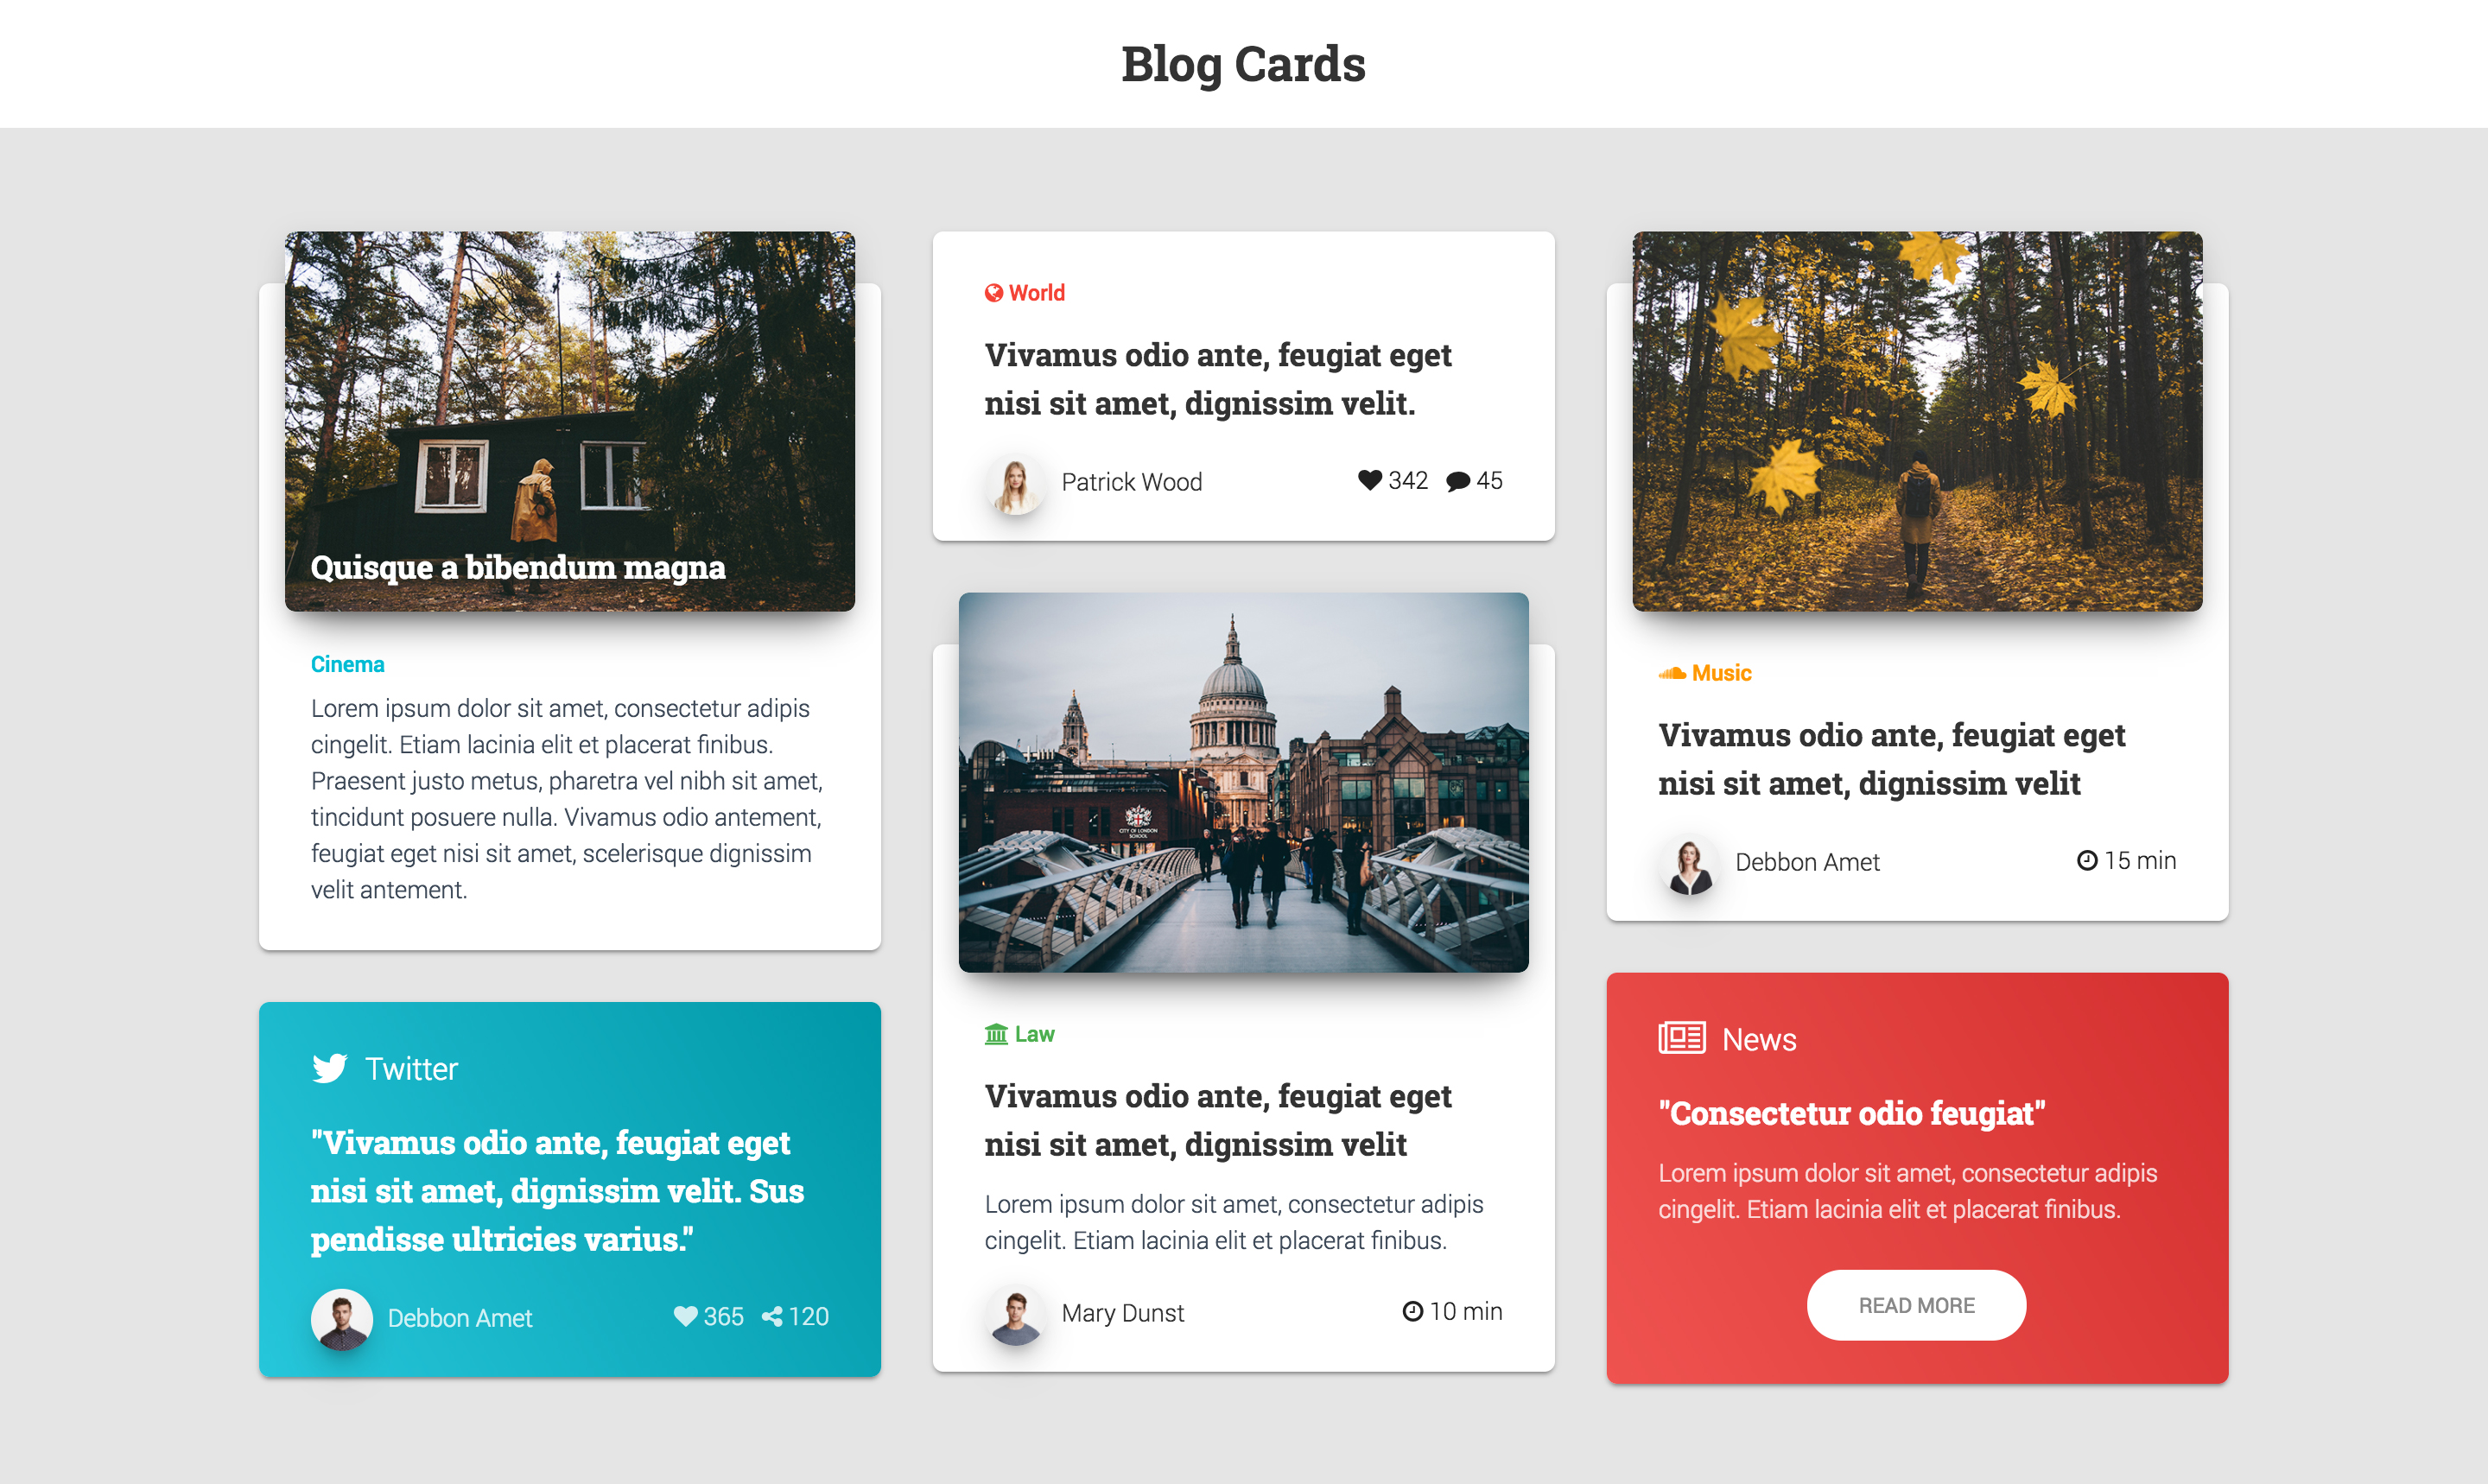 Blog Cards
Quisque a bibendum magna
Cinema
Lorem ipsum dolor sit amet, consectetur adipis
cingelit. Etiam lacinia elit et placerat finibus.
Praesent justo metus, pharetra vel nibh sit amet,
tincidunt posuere nulla. Vivamus odio antement,
feugiat eget nisi sit amet, scelerisque dignissim
velit antement.
Twitter
"Vivamus odio ante, feugiat eget
nisi sit amet, dignissim velit. Sus
pendisse ultricies varius."
Debbon Amet 365 120
World
Vivamus odio ante, feugiat eget
nisi sit amet, dignissim velit.
Patrick Wood 342 45
CITY OF LONDON
SCHOOL
Law
Vivamus odio ante, feugiat eget
nisi sit amet, dignissim velit
Lorem ipsum dolor sit amet, consectetur adipis
cingelit. Etiam lacinia elit et placerat finibus.
Mary Dunst 10 min
Music
Vivamus odio ante, feugiat eget
nisi sit amet, dignissim velit
Debbon Amet 15 min
News
"Consectetur odio feugiat"
Lorem ipsum dolor sit amet, consectetur adipis
cingelit. Etiam lacinia elit et placerat finibus.
READ MORE